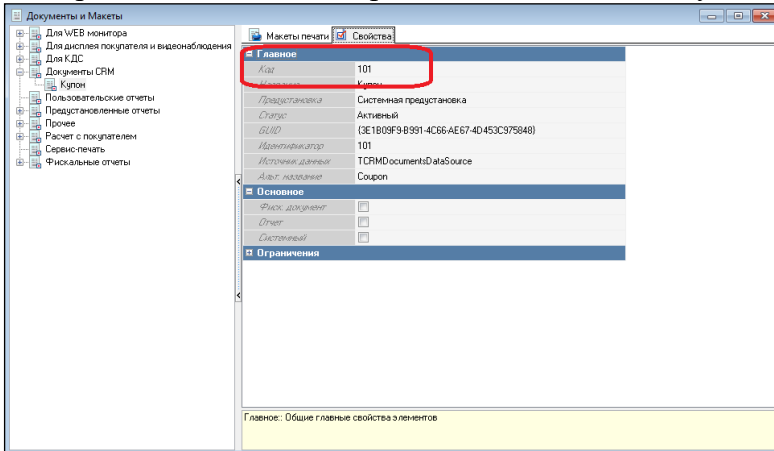 Документы и Макеты
Для WEB монитора
Для дисплея покупателя и видеонаблюдения
Для КДС
Документы CRM
Купон
Пользовательские отчеты
Предустановленные отчеты
Прочее
Расчет с покупателем
Сервис-печать
Фискальные отчеты
Макеты печати Свойства
Главное
Код 101
Название Купон
Предустановка Системная предустановка
Статус Активный
GUID {3E1B09F9-B991-4C66-AE67-4D453C975848}
Идентификатор 101
Источник данных TCRMDocumentsDataSource
Альт. название Coupon
Основное
Фиск. документ
Отчет
Системный
Ограничения
Главное:: Общие главные свойства элементов